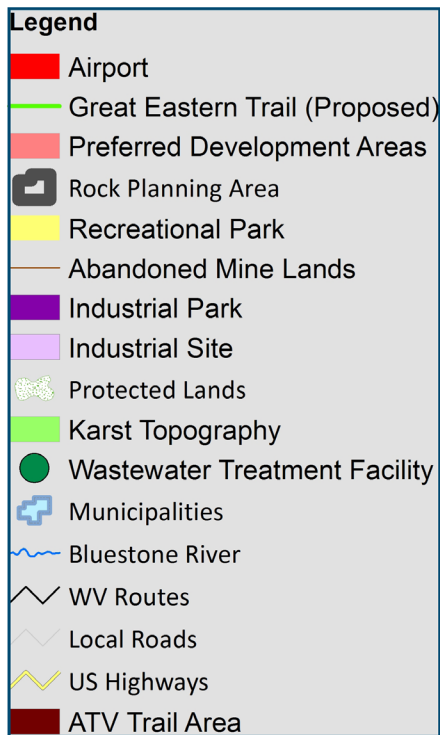 Legend
Airport
Great Eastern Trail (Proposed)
Preferred Development Areas
Rock Planning Area
Recreational Park
Abandoned Mine Lands
Industrial Park
Industrial Site
Protected Lands
Karst Topography
Wastewater Treatment Facility
Municipalities
Bluestone River
WV Routes
Local Roads
US Highways
ATV Trail Area